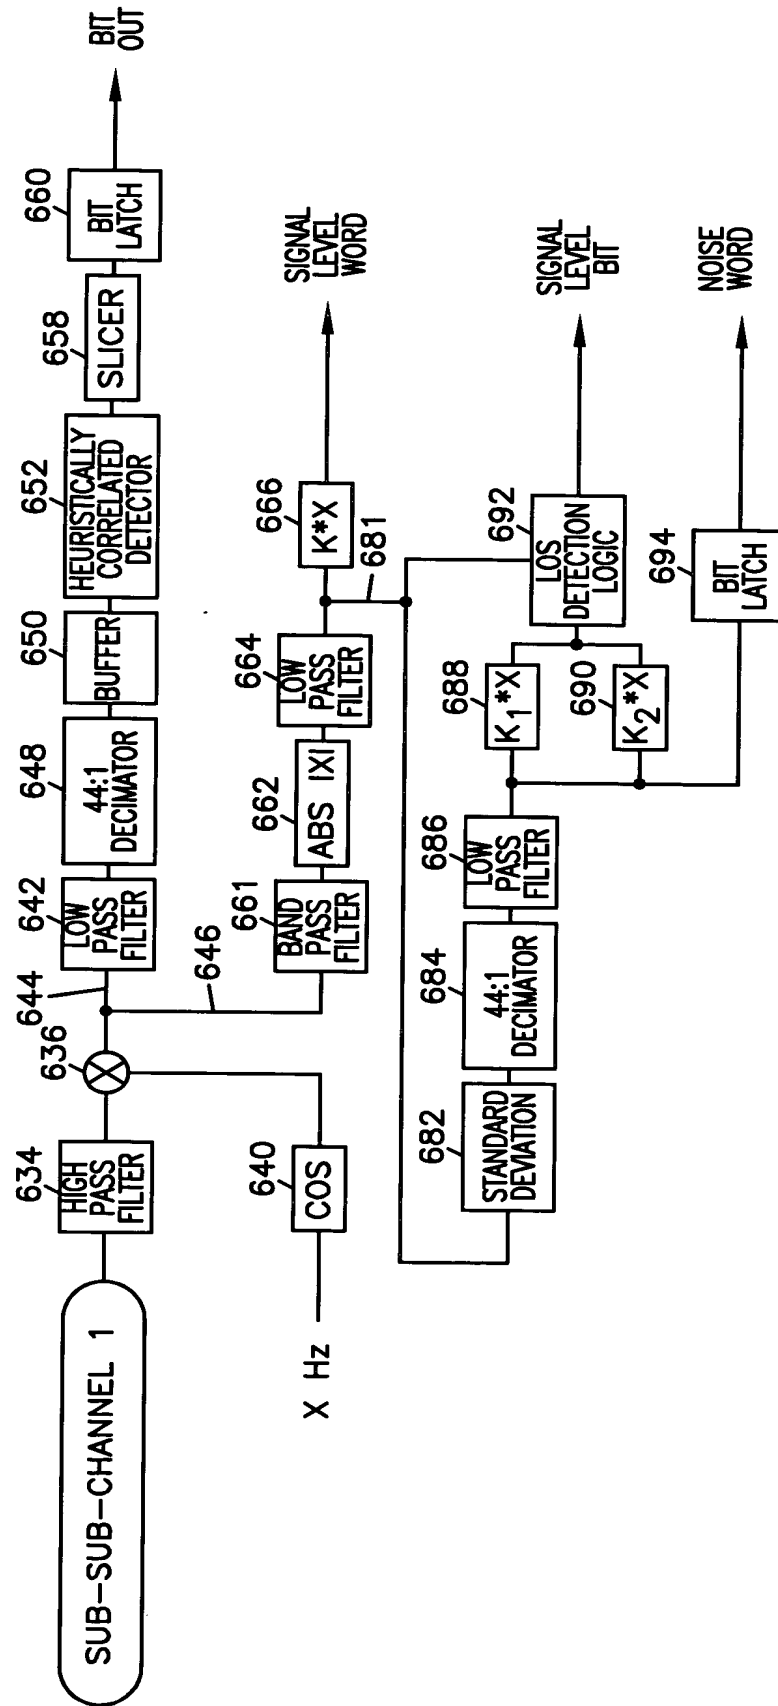 SUB-SUB-CHANNEL 1
634
HIGH
PASS
FILTER
636
644
642
LOW
PASS
FILTER
648
44:1
DECIMATOR
650
BUFFER
652
HEURISTICALLY
CORRELATED
DETECTOR
658
SLICER
660
BIT
LATCH
BIT
OUT
X Hz
640
COS
646
661
BAND
PASS
FILTER
662
ABS |X|
664
LOW
PASS
FILTER
666
K*X
681
SIGNAL
LEVEL
WORD
682
STANDARD
DEVIATION
684
44:1
DECIMATOR
686
LOW
PASS
FILTER
688
K1*X
690
K2*X
692
LOS
DETECTION
LOGIC
SIGNAL
LEVEL
BIT
694
BIT
LATCH
NOISE
WORD